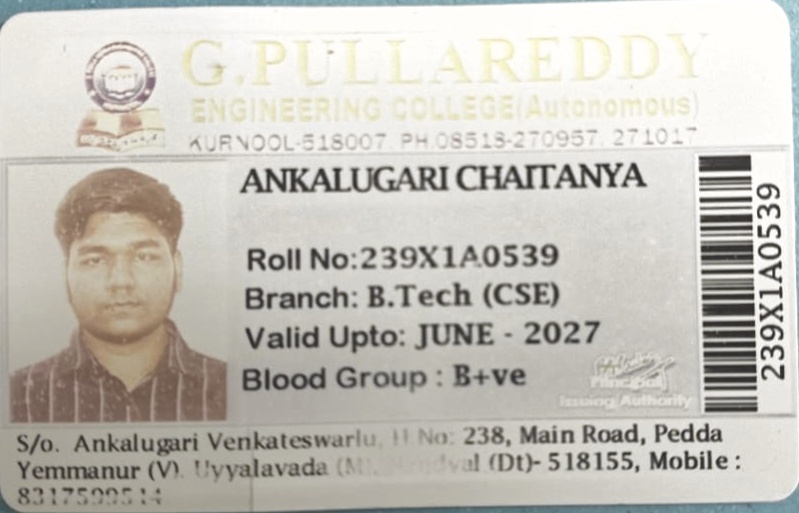 G.PULLAREDDY
ENGINEERING COLLEGE(Autonomous)
KURNOOL-518007. PH.08518-270957, 271017
ANKALUGARI CHAITANYA
Roll No:239X1A0539
Branch: B.Tech (CSE)
Valid Upto: JUNE - 2027
Blood Group : B+ve
Principal
Issuing Authority
239X1A0539
S/o. Ankalugari Venkateswarlu, H No: 238, Main Road, Pedda
Yemmanur (V). Uyyalavada (M). (Dt)- 518155, Mobile :